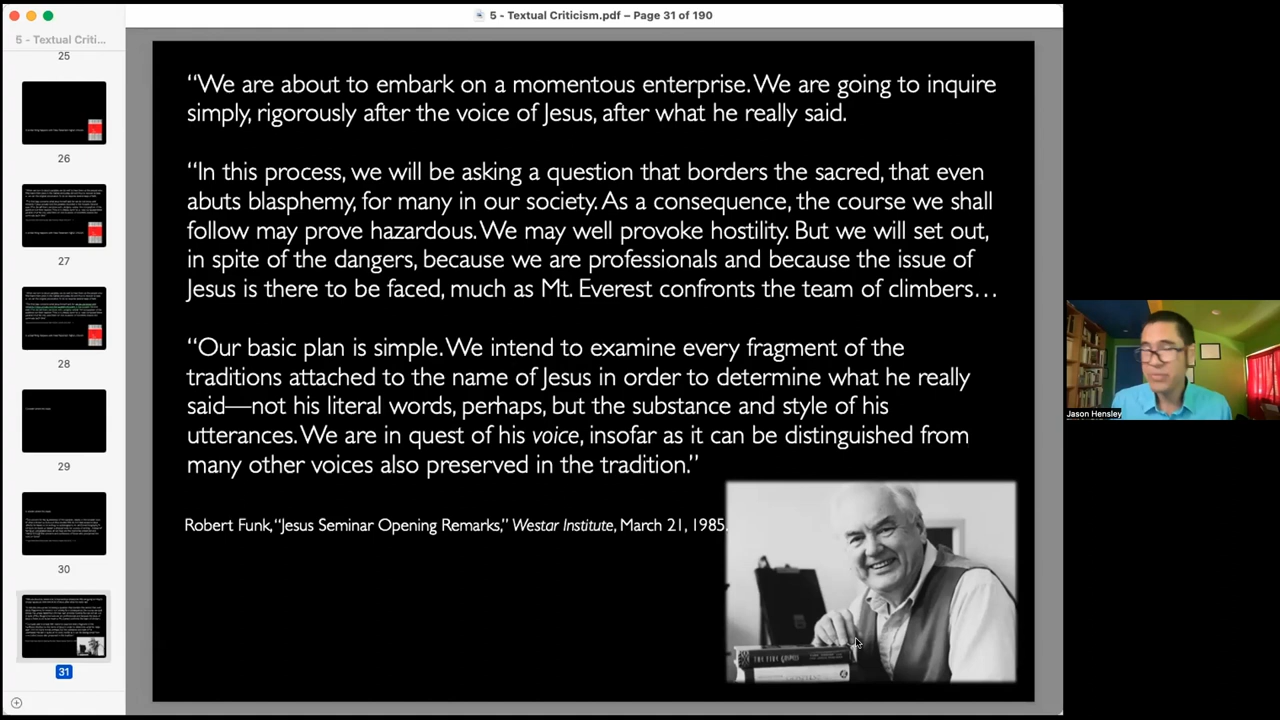 5 - Textual Criticism.pdf – Page 31 of 190
5 - Textual Criti...
25
26
27
28
29
30
31
“We are about to embark on a momentous enterprise. We are going to inquire
simply, rigorously after the voice of Jesus, after what he really said.
“In this process, we will be asking a question that borders the sacred, that even
abuts blasphemy, for many in our society. As a consequence, the course we shall
follow may prove hazardous. We may well provoke hostility. But we will set out,
in spite of the dangers, because we are professionals and because the issue of
Jesus is there to be faced, much as Mt. Everest confronts the team of climbers…
“Our basic plan is simple. We intend to examine every fragment of the
traditions attached to the name of Jesus in order to determine what he really
said—not his literal words, perhaps, but the substance and style of his
utterances. We are in quest of his voice, insofar as it can be distinguished from
many other voices also preserved in the tradition.”
Robert Funk, “Jesus Seminar Opening Remarks,” Westar Institute, March 21, 1985.
THE FIVE GOSPELS
Jason Hensley